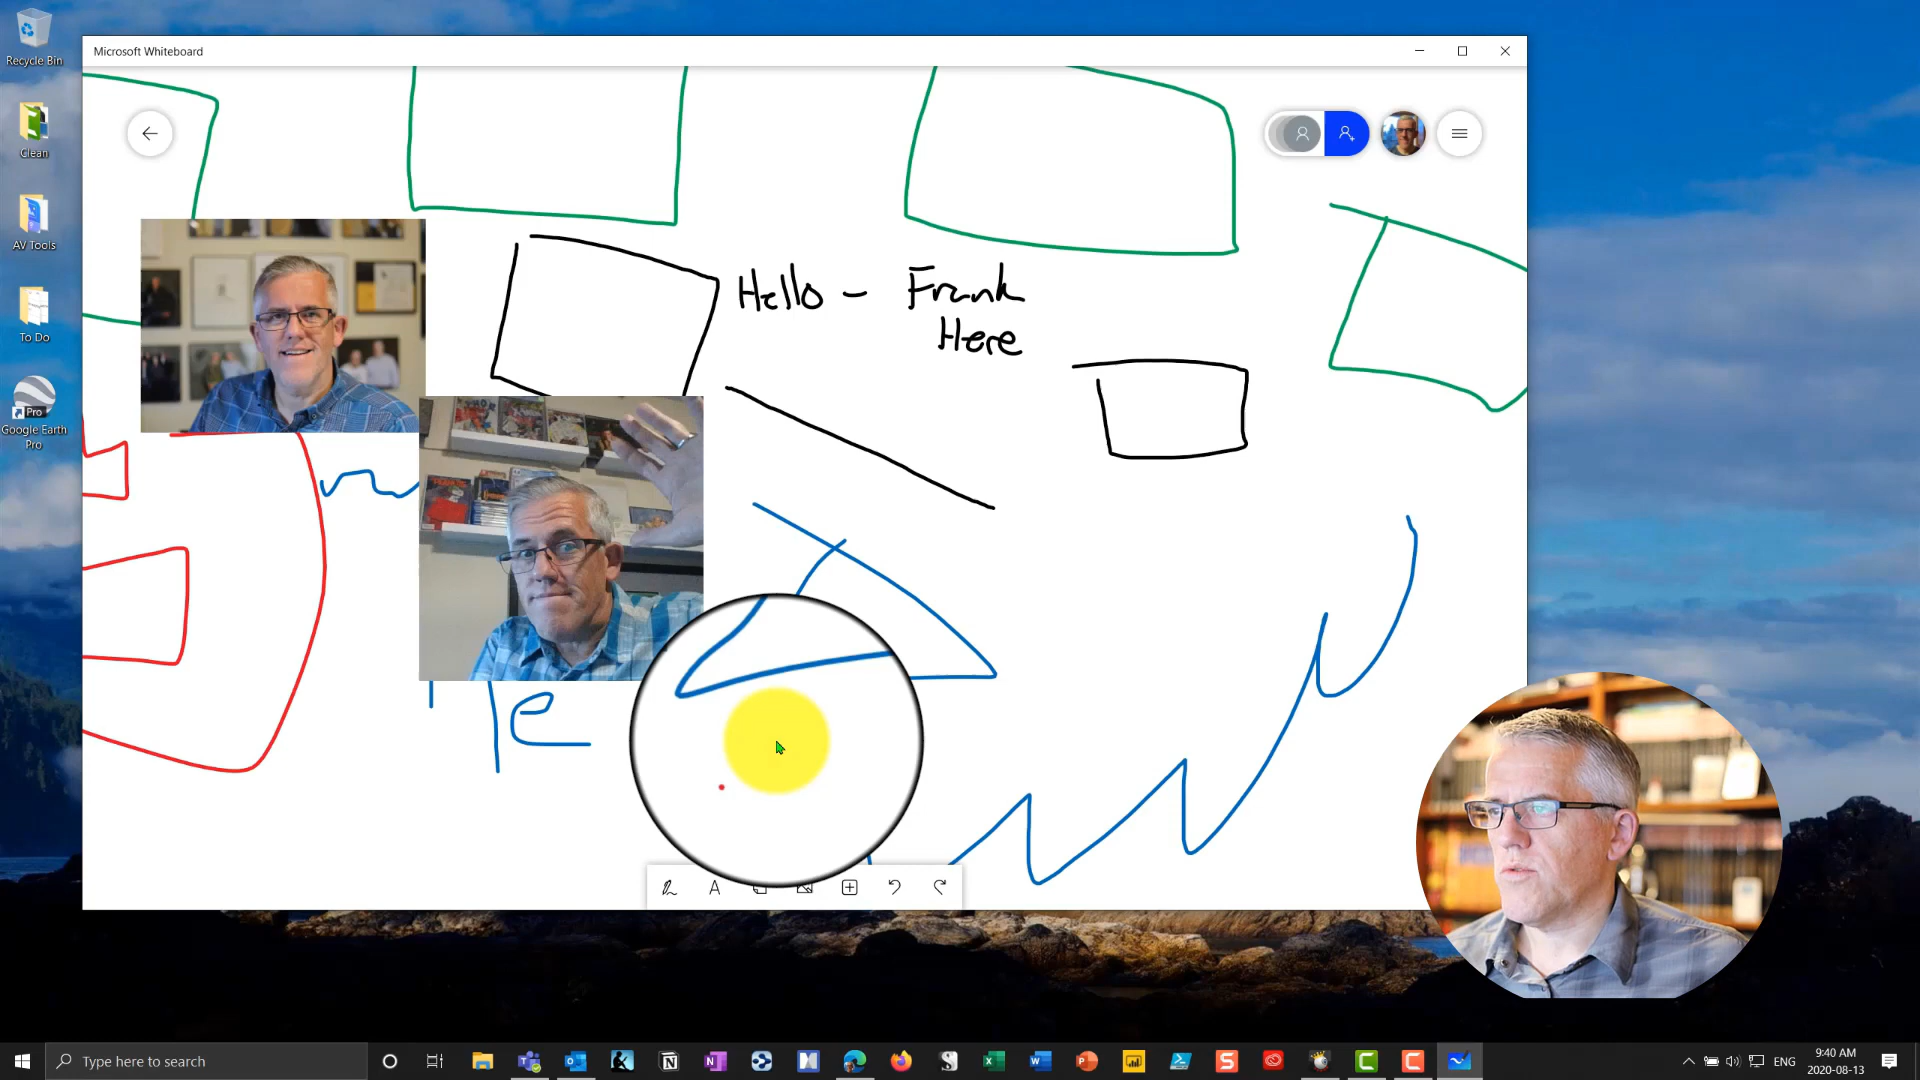 Recycle Bin
Microsoft Whiteboard
Clean
AV Tools
To Do
Pro
Google Earth
Pro
Hello - Frank
Here
Te
Type here to search
ENG
9:40 AM
2020-08-13